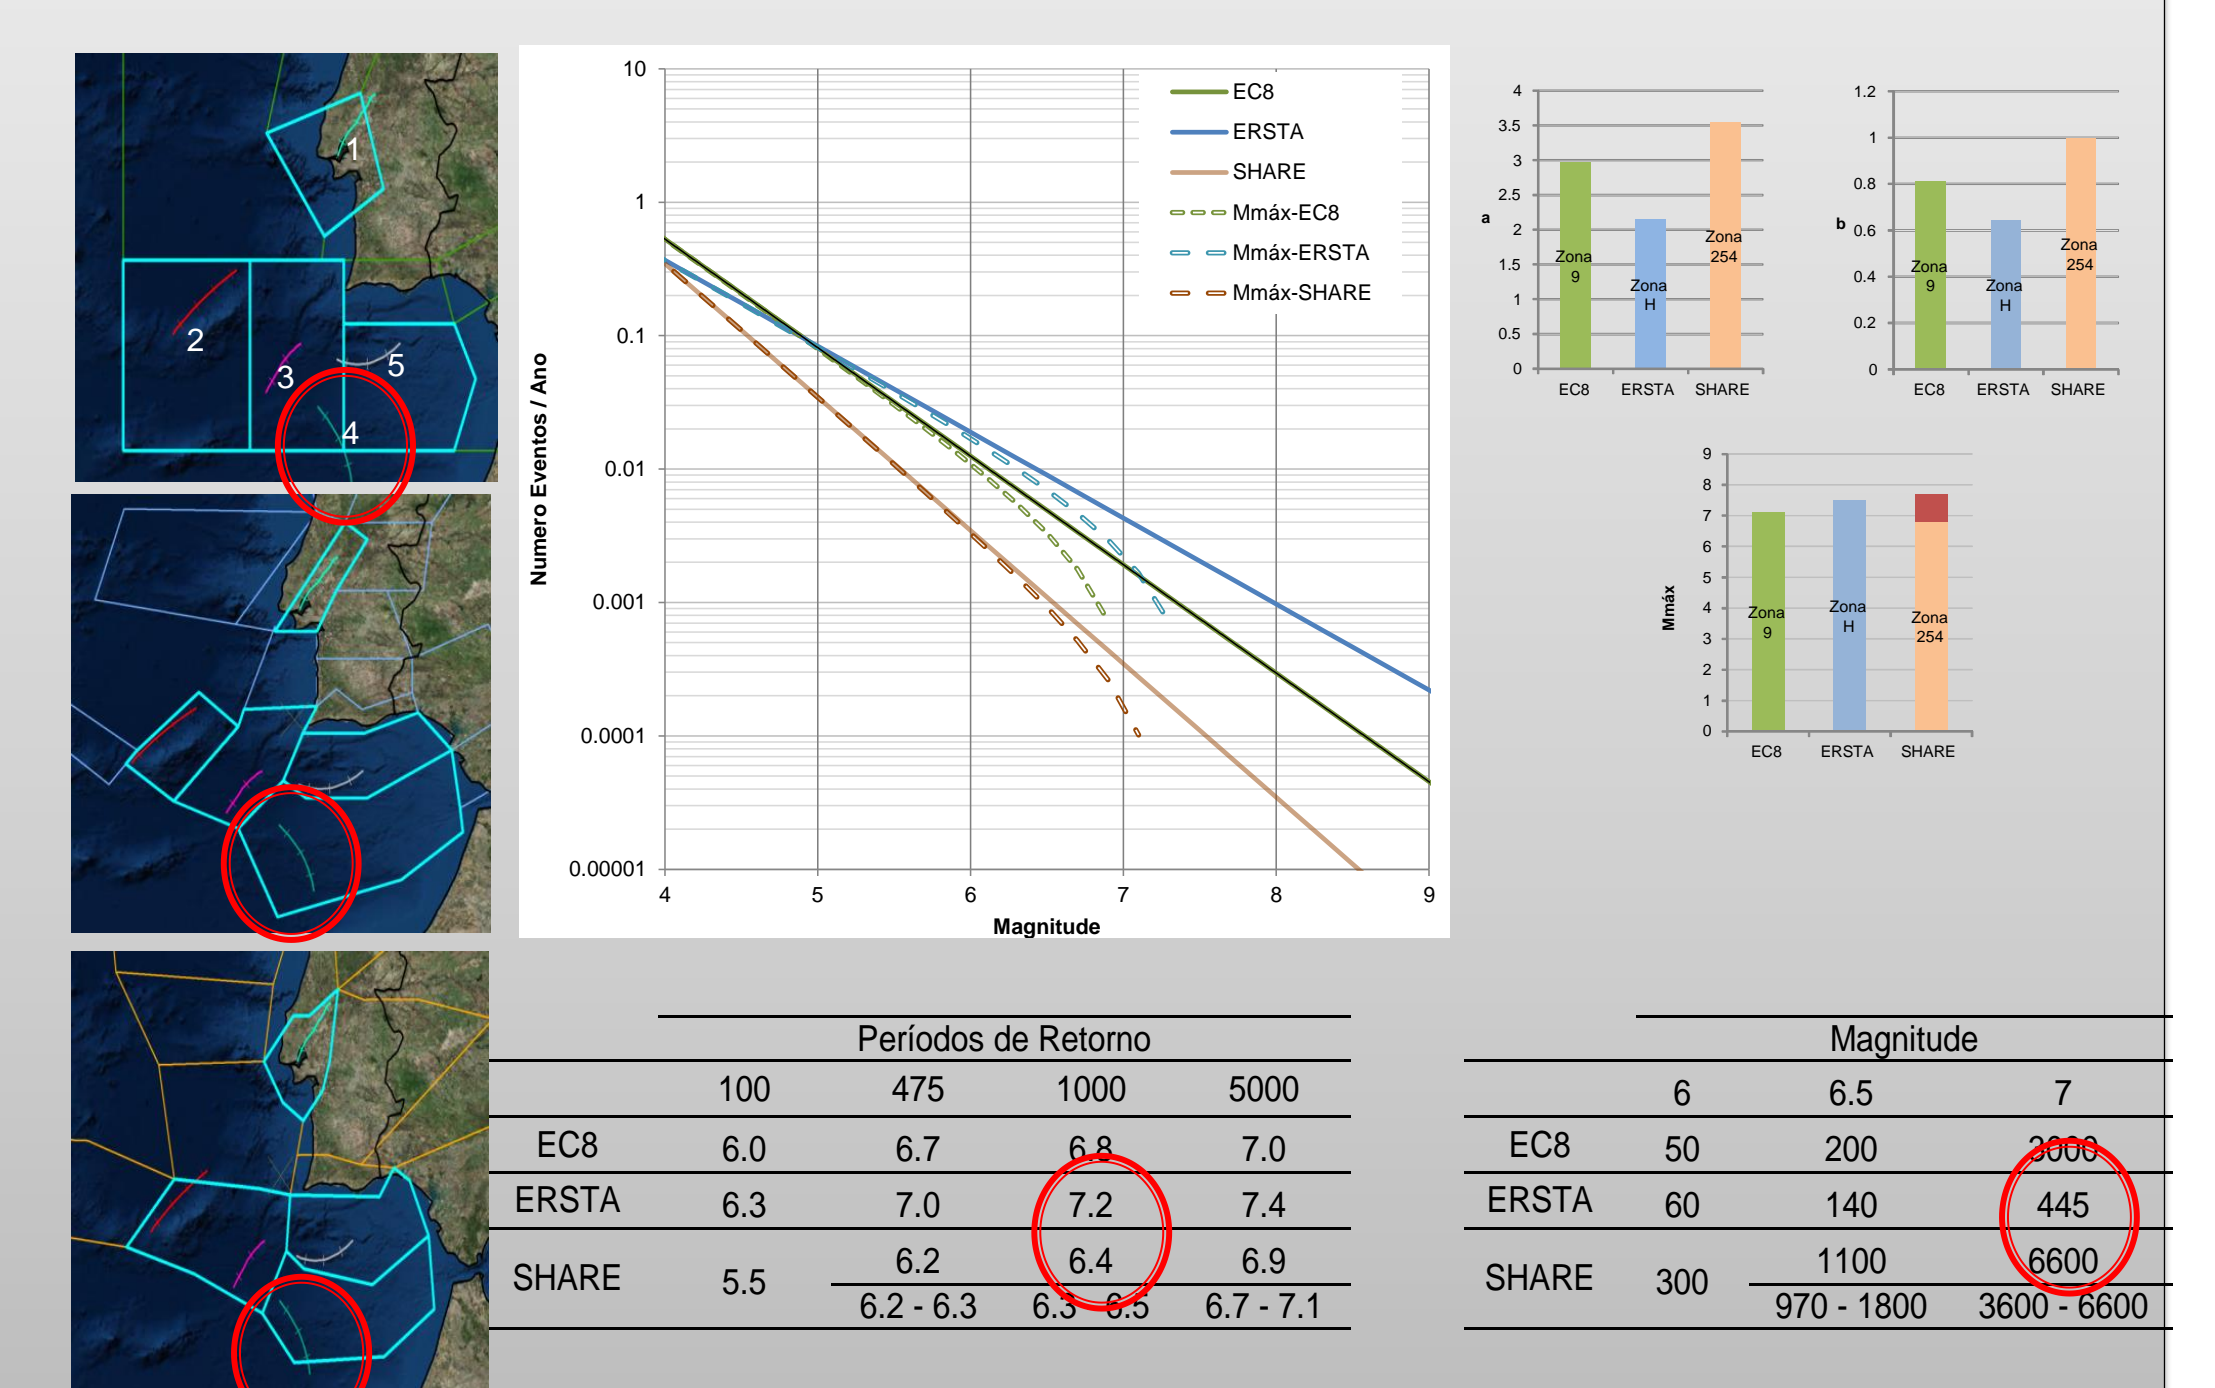 1
2
3
4
5
10
1
0.1
0.01
0.001
0.0001
0.00001
4
5
6
7
8
9
Numero Eventos / Ano
Magnitude
EC8
ERSTA
SHARE
Mmáx-EC8
Mmáx-ERSTA
Mmáx-SHARE
4
3.5
3
2.5
2
1.5
1
0.5
0
a
Zona 9
Zona H
Zona 254
EC8 ERSTA SHARE
1.2
1
0.8
0.6
0.4
0.2
0
b
Zona 9
Zona H
Zona 254
EC8 ERSTA SHARE
9
8
7
6
5
4
3
2
1
0
Mmáx
Zona 9
Zona H
Zona 254
EC8 ERSTA SHARE
Períodos de Retorno
100 475 1000 5000
EC8 6.0 6.7 6.8 7.0
ERSTA 6.3 7.0 7.2 7.4
SHARE 5.5 6.2 6.4 6.9
6.2 - 6.3 6.3 - 6.5 6.7 - 7.1
Magnitude
6 6.5 7
EC8 50 200 3000
ERSTA 60 140 445
SHARE 300 1100 6600
970 - 1800 3600 - 6600